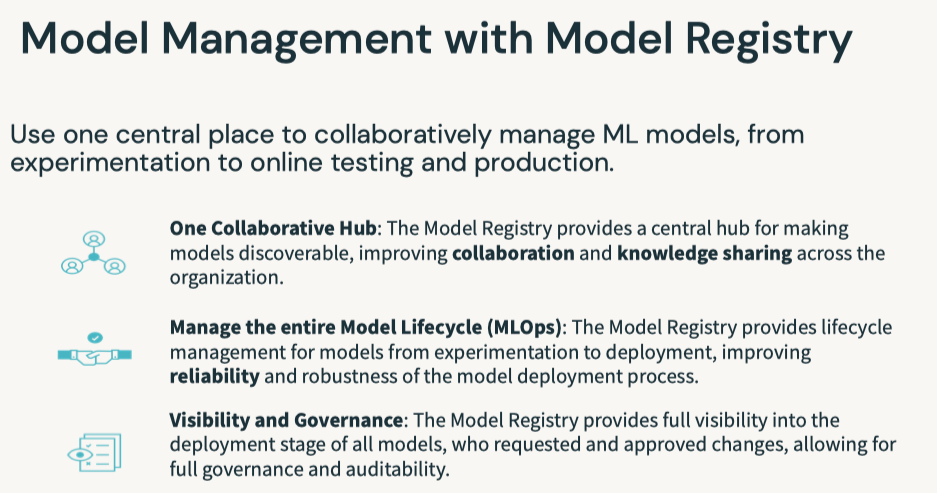 Model Management with Model Registry
Use one central place to collaboratively manage ML models, from
experimentation to online testing and production.
One Collaborative Hub: The Model Registry provides a central hub for making
models discoverable, improving collaboration and knowledge sharing across the
organization.
Manage the entire Model Lifecycle (MLOps): The Model Registry provides lifecycle
management for models from experimentation to deployment, improving
reliability and robustness of the model deployment process.
Visibility and Governance: The Model Registry provides full visibility into the
deployment stage of all models, who requested and approved changes, allowing for
full governance and auditability.